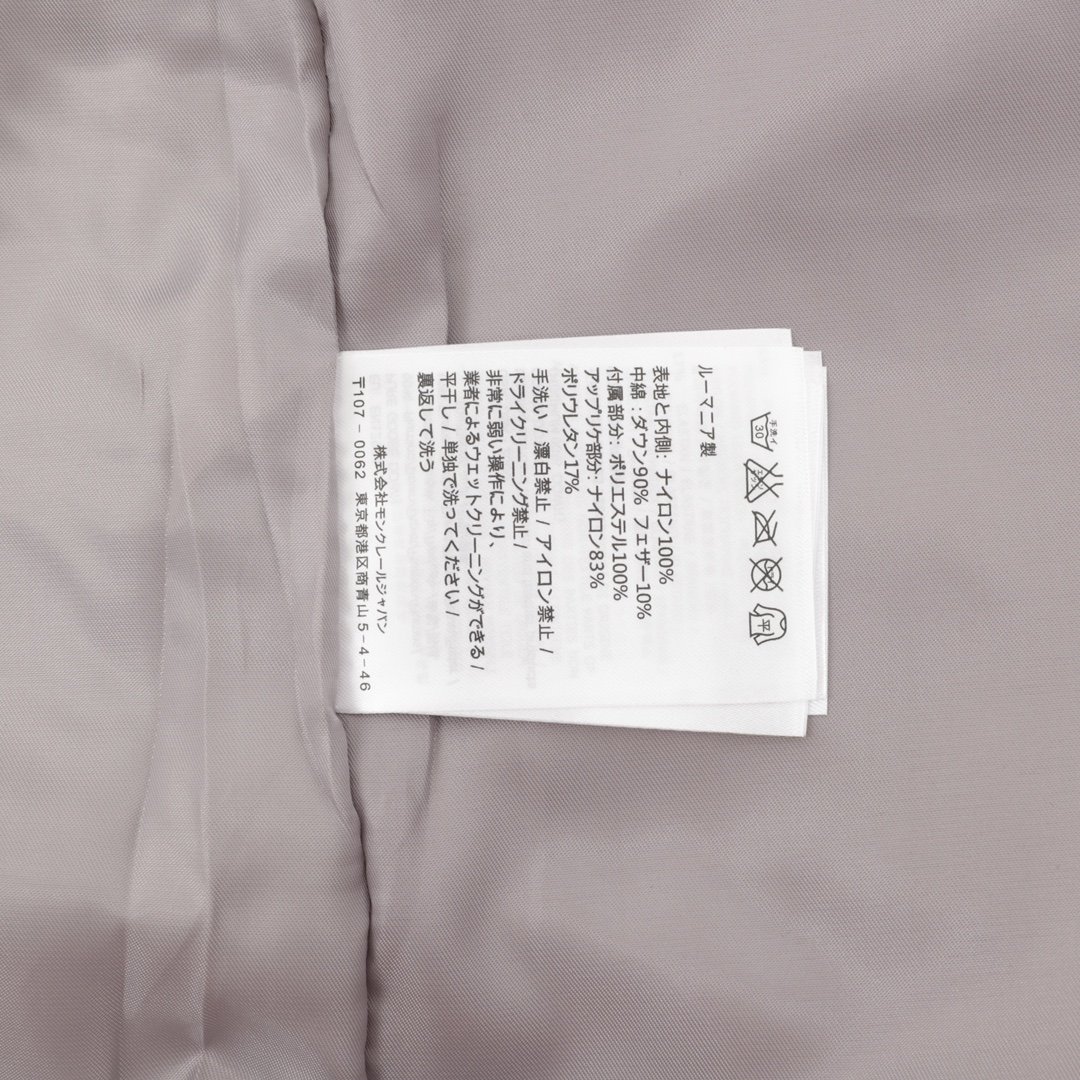 手洗イ
30
エンソ
サラシ
平
ルーマニア製
表地と内側: ナイロン100%
中綿 :ダウン90% フェザー10%
付属部分: ポリエステル100%
アップリケ部分: ナイロン83%
ポリウレタン17%
手洗い / 漂白禁止 / アイロン禁止 /
ドライクリーニング禁止/
非常に弱い操作により、
業者によるウェットクリーニングができる/
平干し / 単独で洗ってください /
裏返して洗う
株式会社モンクレールジャパン
〒107-0062 東京都港区商青山5-4-46